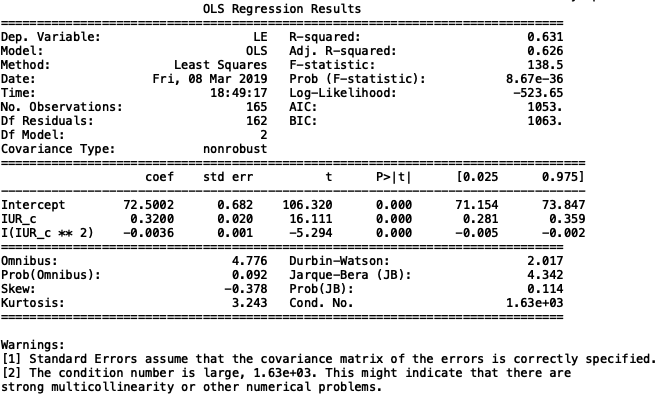 OLS Regression Results
==============================================================================
Dep. Variable: LE R-squared: 0.631
Model: OLS Adj. R-squared: 0.626
Method: Least Squares F-statistic: 138.5
Date: Fri, 08 Mar 2019 Prob (F-statistic): 8.67e-36
Time: 18:49:17 Log-Likelihood: -523.65
No. Observations: 165 AIC: 1053.
Df Residuals: 162 BIC: 1063.
Df Model: 2
Covariance Type: nonrobust
==============================================================================
coef std err t P>|t| [0.025 0.975]
------------------------------------------------------------------------------
Intercept 72.5002 0.682 106.320 0.000 71.154 73.847
IUR_c 0.3200 0.020 16.111 0.000 0.281 0.359
I(IUR_c ** 2) -0.0036 0.001 -5.294 0.000 -0.005 -0.002
==============================================================================
Omnibus: 4.776 Durbin-Watson: 2.017
Prob(Omnibus): 0.092 Jarque-Bera (JB): 4.342
Skew: -0.378 Prob(JB): 0.114
Kurtosis: 3.243 Cond. No. 1.63e+03
==============================================================================
Warnings:
[1] Standard Errors assume that the covariance matrix of the errors is correctly specified.
[2] The condition number is large, 1.63e+03. This might indicate that there are
strong multicollinearity or other numerical problems.